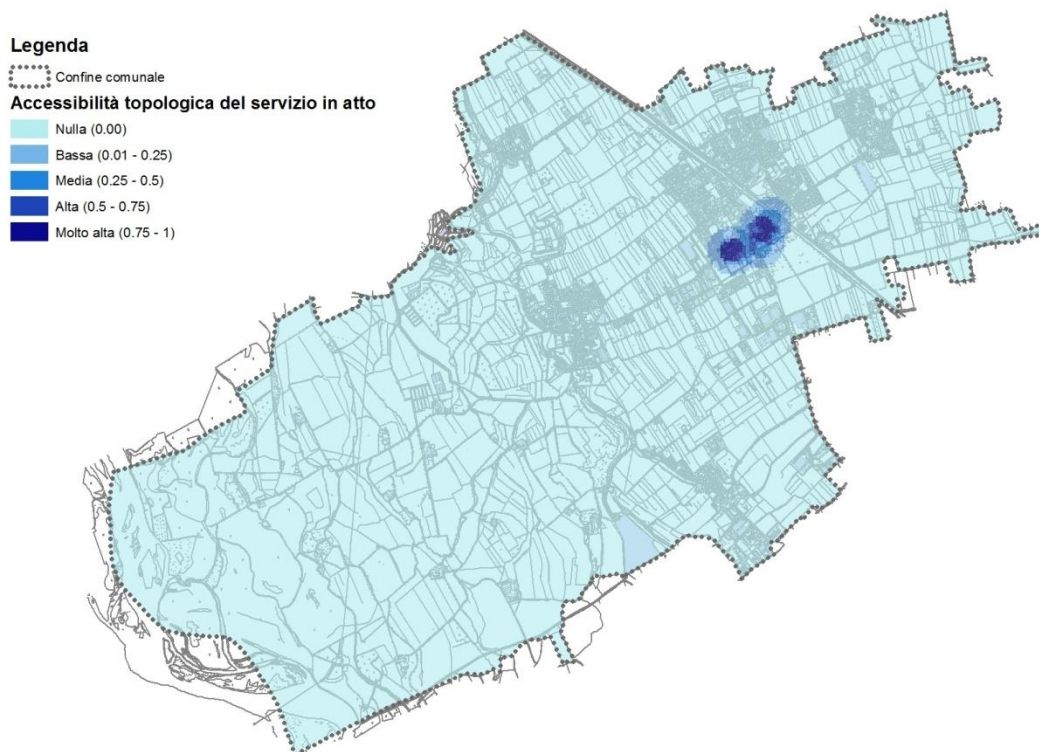 Legenda
Confine comunale
Accessibilità topologica del servizio in atto
Nulla (0.00)
Bassa (0.01 - 0.25)
Media (0.25 - 0.5)
Alta (0.5 - 0.75)
Molto alta (0.75 - 1)